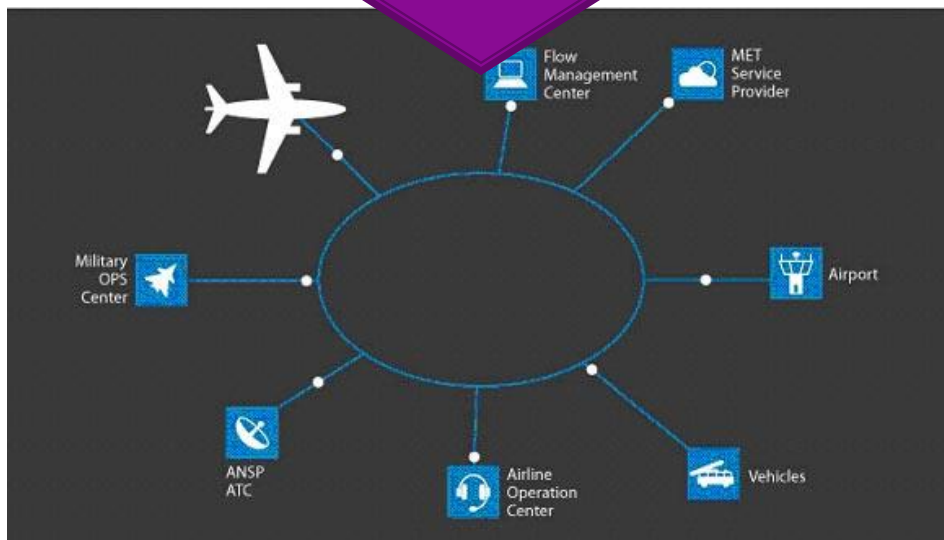 Flow
Management
Center
MET
Service
Provider
Military
OPS
Center
Airport
ANSP
ATC
Airline
Operation
Center
Vehicles